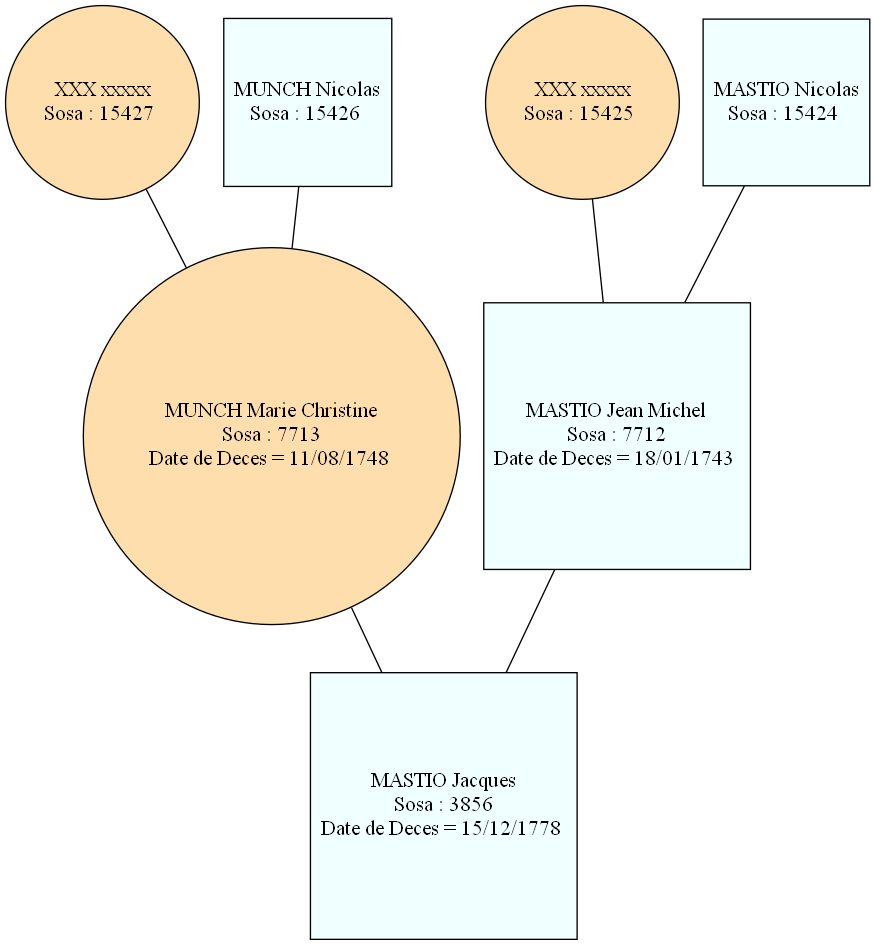 XXX xxxxx
Sosa : 15427
MUNCH Nicolas
Sosa : 15426
XXX xxxxx
Sosa : 15425
MASTIO Nicolas
Sosa : 15424
MUNCH Marie Christine
Sosa : 7713
Date de Deces = 11/08/1748
MASTIO Jean Michel
Sosa : 7712
Date de Deces = 18/01/1743
MASTIO Jacques
Sosa : 3856
Date de Deces = 15/12/1778